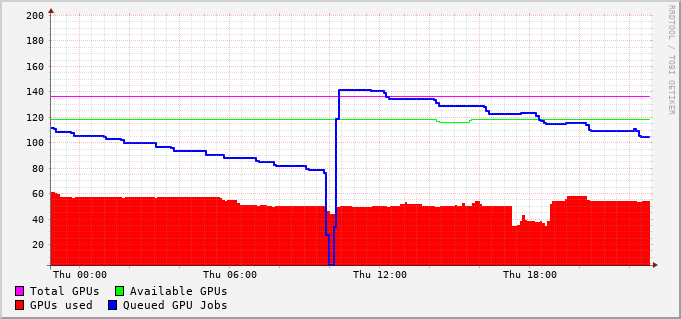 200
180
160
140
120
100
80
60
40
20
Thu 00:00 Thu 06:00 Thu 12:00 Thu 18:00
Total GPUs Available GPUs
GPUs used Queued GPU Jobs
RRDTOOL / TOBI OETIKER